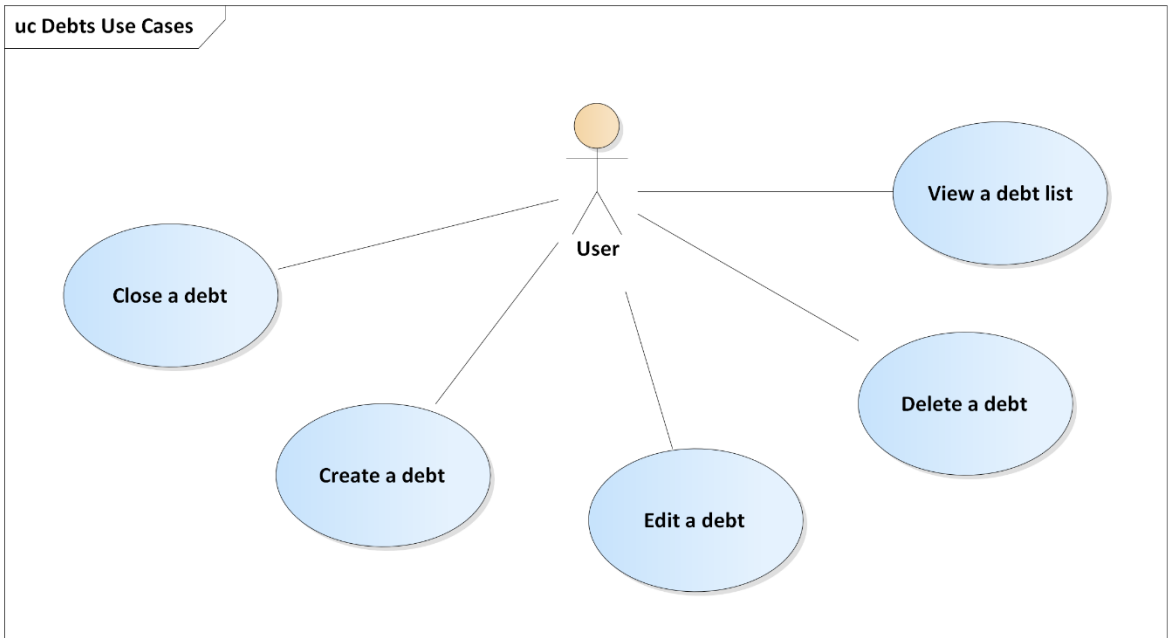 uc Debts Use Cases
User
View a debt list
Close a debt
Delete a debt
Create a debt
Edit a debt